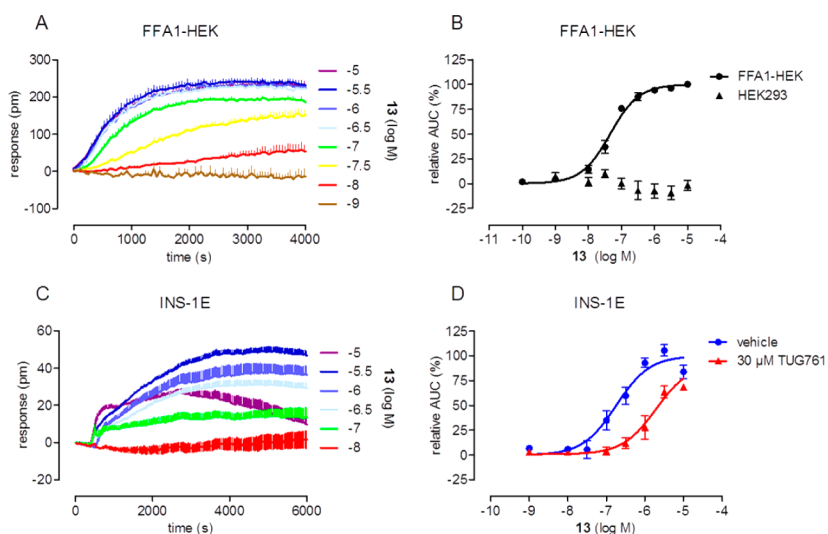 A
FFA1-HEK
response (pm)
300
200
100
0
-100
0 1000 2000 3000 4000
time (s)
-5
-5.5
-6
-6.5
-7
-7.5
-8
-9
13 (log M)
B
FFA1-HEK
relative AUC (%)
125
100
75
50
25
0
-25
-11 -10 -9 -8 -7 -6 -5 -4
13 (log M)
FFA1-HEK
HEK293
C
INS-1E
response (pm)
60
40
20
0
-20
0 2000 4000 6000
time (s)
-5
-5.5
-6
-6.5
-7
-8
13 (log M)
D
INS-1E
relative AUC (%)
125
100
75
50
25
0
-25
-10 -9 -8 -7 -6 -5 -4
13 (log M)
vehicle
30 µM TUG761